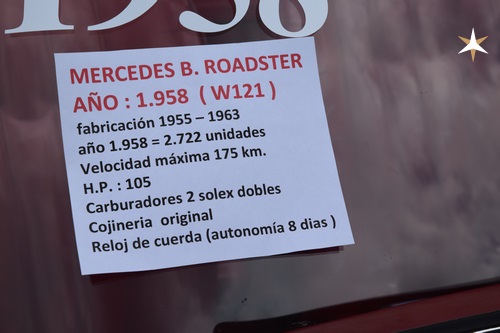 1958
MERCEDES B. ROADSTER
AÑO : 1.958 ( W121 )
fabricación 1955 – 1963
año 1.958 = 2.722 unidades
Velocidad máxima 175 km.
H.P. : 105
Carburadores 2 solex dobles
Cojineria original
Reloj de cuerda (autonomía 8 dias )